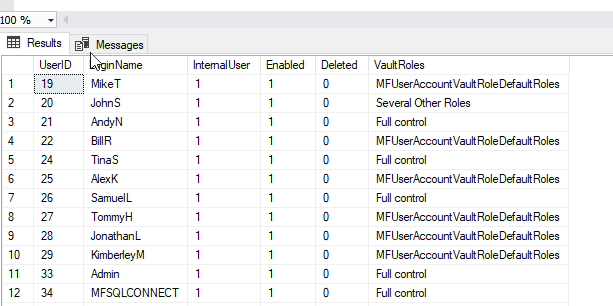 100 %
Results Messages
UserID LoginName InternalUser Enabled Deleted VaultRoles
1 19 MikeT 1 1 0 MFUserAccountVaultRoleDefaultRoles
2 20 JohnS 1 1 0 Several Other Roles
3 21 AndyN 1 1 0 Full control
4 22 BillR 1 1 0 MFUserAccountVaultRoleDefaultRoles
5 24 TinaS 1 1 0 Full control
6 25 AlexK 1 1 0 MFUserAccountVaultRoleDefaultRoles
7 26 SamuelL 1 1 0 Full control
8 27 TommyH 1 1 0 MFUserAccountVaultRoleDefaultRoles
9 28 JonathanL 1 1 0 MFUserAccountVaultRoleDefaultRoles
10 29 KimberleyM 1 1 0 MFUserAccountVaultRoleDefaultRoles
11 33 Admin 1 1 0 Full control
12 34 MFSQLCONNECT 1 1 0 Full control